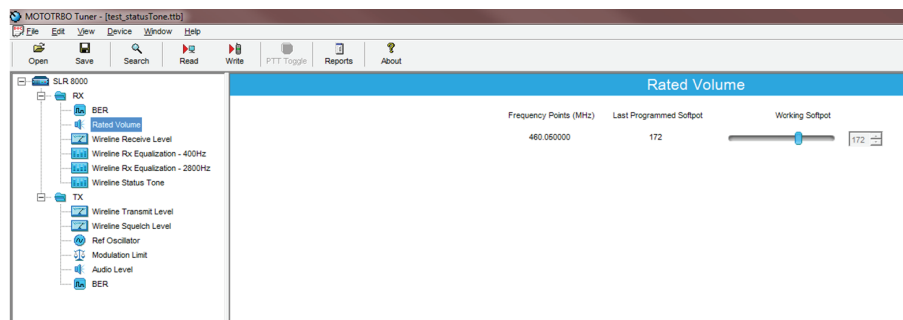 MOTOTRBO Tuner - [test_statusTone.ttb]
File Edit View Device Window Help
Open Save Search Read Write PTT Toggle Reports About
SLR 8000
RX
BER
Rated Volume
Wireline Receive Level
Wireline Rx Equalization - 400Hz
Wireline Rx Equalization - 2800Hz
Wireline Status Tone
TX
Wireline Transmit Level
Wireline Squelch Level
Ref Oscillator
Modulation Limit
Audio Level
BER
Rated Volume
Frequency Points (MHz) Last Programmed Softpot Working Softpot
460.050000 172 172